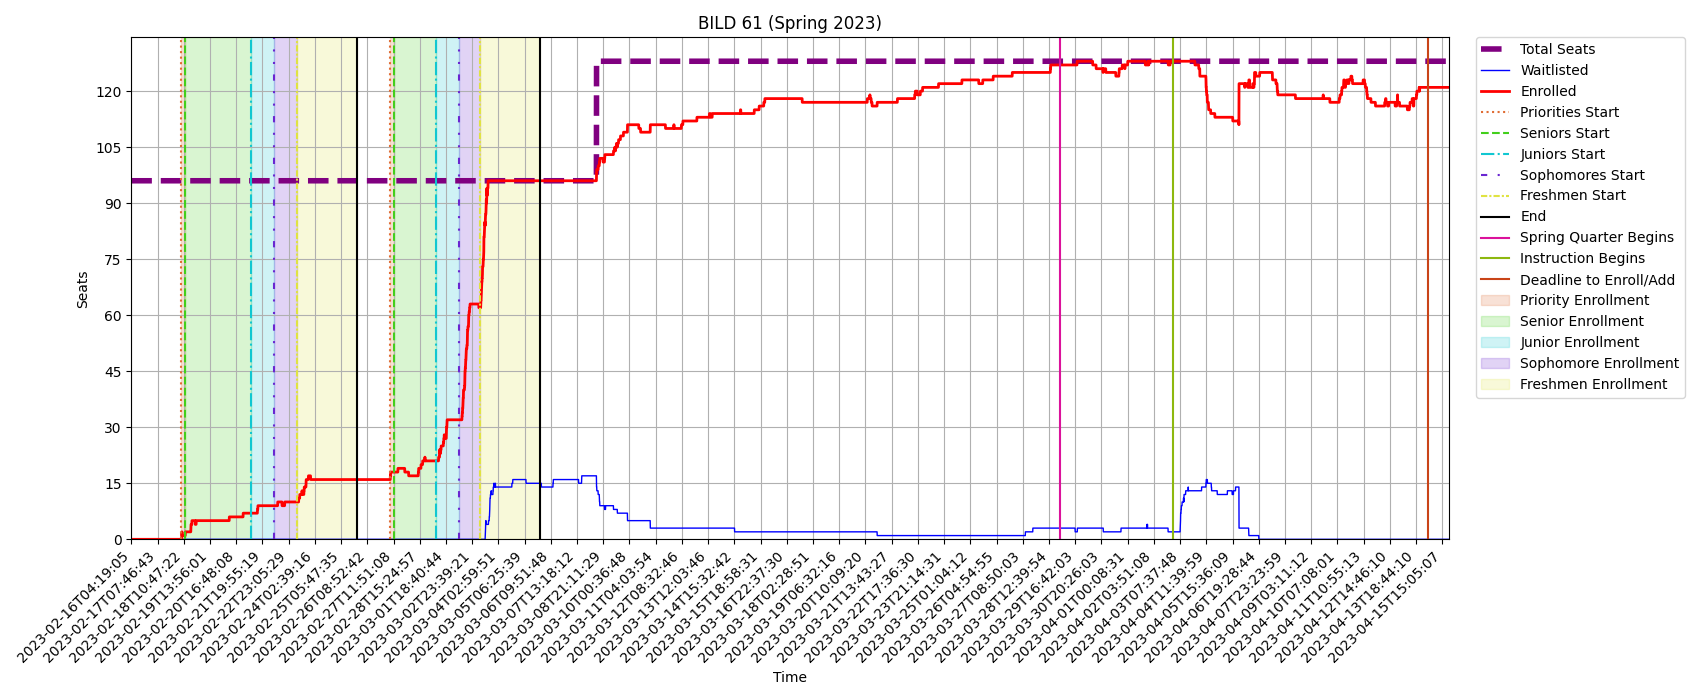 BILD 61 (Spring 2023)
Seats
120
105
90
75
60
45
30
15
0
2023-02-16T04:19:05
2023-02-17T07:46:43
2023-02-18T10:47:22
2023-02-19T13:56:01
2023-02-20T16:48:08
2023-02-21T19:55:19
2023-02-22T23:05:29
2023-02-24T02:39:16
2023-02-25T05:47:35
2023-02-26T08:52:42
2023-02-27T11:51:08
2023-02-28T15:24:57
2023-03-01T18:40:44
2023-03-02T23:39:21
2023-03-04T02:59:51
2023-03-05T06:25:39
2023-03-06T09:51:48
2023-03-07T13:18:12
2023-03-08T21:11:29
2023-03-10T00:36:48
2023-03-11T04:03:54
2023-03-12T08:32:46
2023-03-13T12:03:46
2023-03-14T15:32:42
2023-03-15T18:58:31
2023-03-16T22:37:30
2023-03-18T02:28:51
2023-03-19T06:32:16
2023-03-20T10:09:20
2023-03-21T13:43:27
2023-03-22T17:36:30
2023-03-23T21:14:31
2023-03-25T01:04:12
2023-03-26T04:54:55
2023-03-27T08:50:03
2023-03-28T12:39:54
2023-03-29T16:42:03
2023-03-30T20:26:03
2023-04-01T00:08:31
2023-04-02T03:51:08
2023-04-03T07:37:48
2023-04-04T11:39:59
2023-04-05T15:36:09
2023-04-06T19:28:44
2023-04-07T23:23:59
2023-04-09T03:11:12
2023-04-10T07:08:01
2023-04-11T10:55:13
2023-04-12T14:46:10
2023-04-13T18:44:10
2023-04-15T15:05:07
Time
Total Seats
Waitlisted
Enrolled
Priorities Start
Seniors Start
Juniors Start
Sophomores Start
Freshmen Start
End
Spring Quarter Begins
Instruction Begins
Deadline to Enroll/Add
Priority Enrollment
Senior Enrollment
Junior Enrollment
Sophomore Enrollment
Freshmen Enrollment